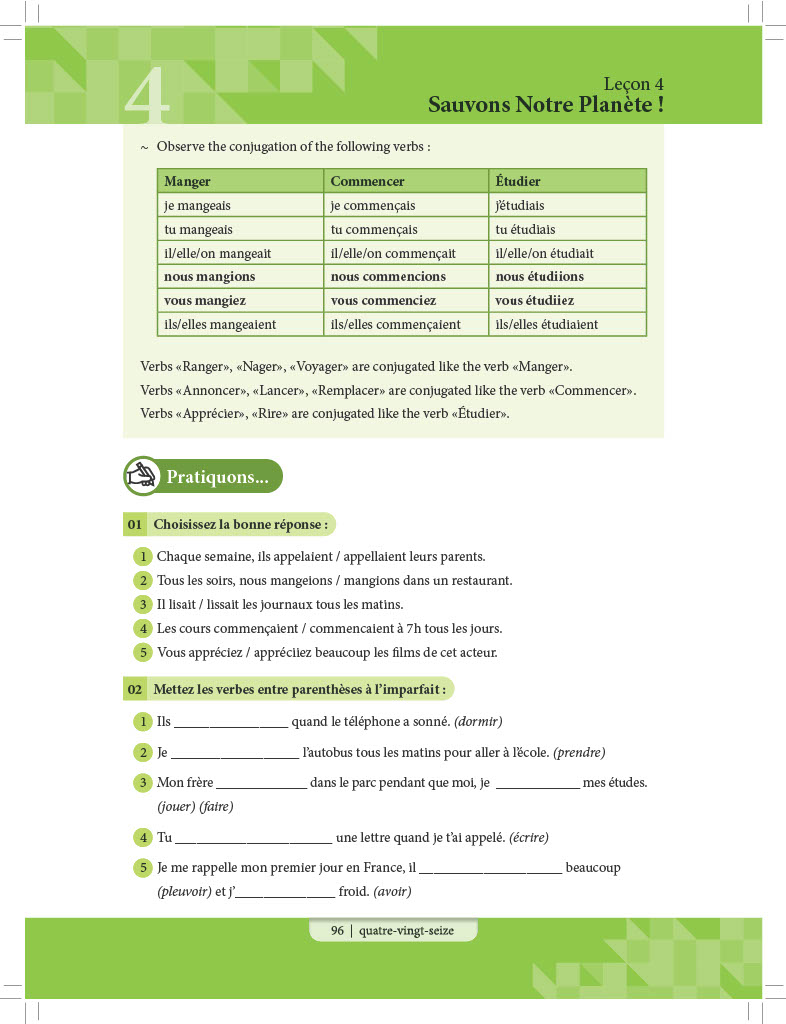 4
Leçon 4
Sauvons Notre Planète !
~ Observe the conjugation of the following verbs :
Manger Commencer Étudier
je mangeais je commençais j'étudiais
tu mangeais tu commençais tu étudiais
il/elle/on mangeait il/elle/on commençait il/elle/on étudiait
nous mangions nous commencions nous étudiions
vous mangiez vous commenciez vous étudiiez
ils/elles mangeaient ils/elles commençaient ils/elles étudiaient
Verbs «Ranger», «Nager», «Voyager» are conjugated like the verb «Manger».
Verbs «Annoncer», «Lancer», «Remplacer» are conjugated like the verb «Commencer».
Verbs «Apprécier», «Rire» are conjugated like the verb «Étudier».
Pratiquons...
01 Choisissez la bonne réponse :
1 Chaque semaine, ils appelaient / appellaient leurs parents.
2 Tous les soirs, nous mangeions / mangions dans un restaurant.
3 Il lisait / lissait les journaux tous les matins.
4 Les cours commençaient / commencaient à 7h tous les jours.
5 Vous appréciez / appréciiez beaucoup les films de cet acteur.
02 Mettez les verbes entre parenthèses à l'imparfait :
1 Ils ________________ quand le téléphone a sonné. (dormir)
2 Je __________________ l'autobus tous les matins pour aller à l'école. (prendre)
3 Mon frère _____________ dans le parc pendant que moi, je ____________ mes études.
(jouer) (faire)
4 Tu ______________________ une lettre quand je t'ai appelé. (écrire)
5 Je me rappelle mon premier jour en France, il ____________________ beaucoup
(pleuvoir) et j'______________ froid. (avoir)
96 | quatre-vingt-seize